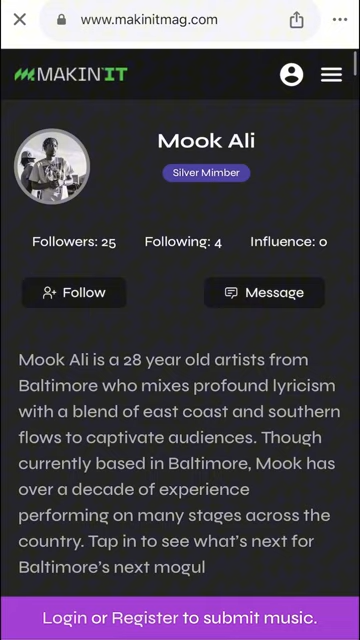 www.makinitmag.com
MAKIN'IT
Mook Ali
Silver Mimber
Followers: 25 Following: 4 Influence: 0
Follow Message
Mook Ali is a 28 year old artists from
Baltimore who mixes profound lyricism
with a blend of east coast and southern
flows to captivate audiences. Though
currently based in Baltimore, Mook has
over a decade of experience
performing on many stages across the
country. Tap in to see what's next for
Baltimore's next mogul
Login or Register to submit music.